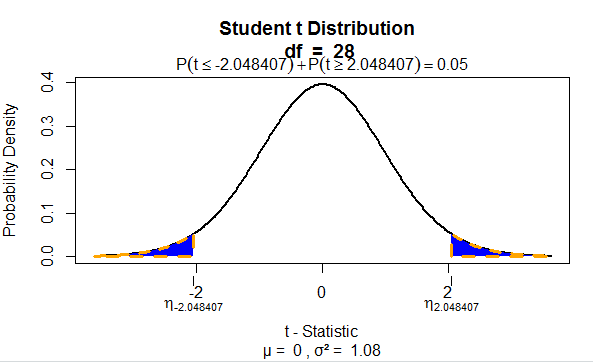 Student t Distribution
df = 28
P(t ≤ -2.048407)+P(t ≥ 2.048407) = 0.05
Probability Density
0.4
0.3
0.2
0.1
0.0
-2 0 2
η-2.048407 η2.048407
t - Statistic
μ = 0 , σ² = 1.08